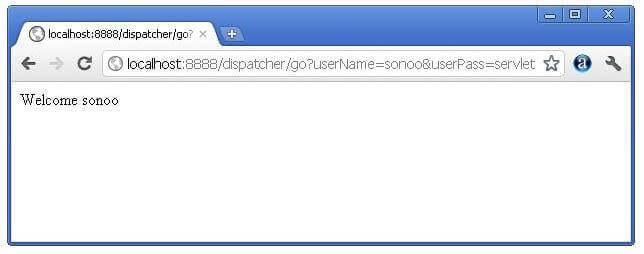 localhost:8888/dispatcher/go?
localhost:8888/dispatcher/go?userName=sonoo&userPass=servlet
Welcome sonoo